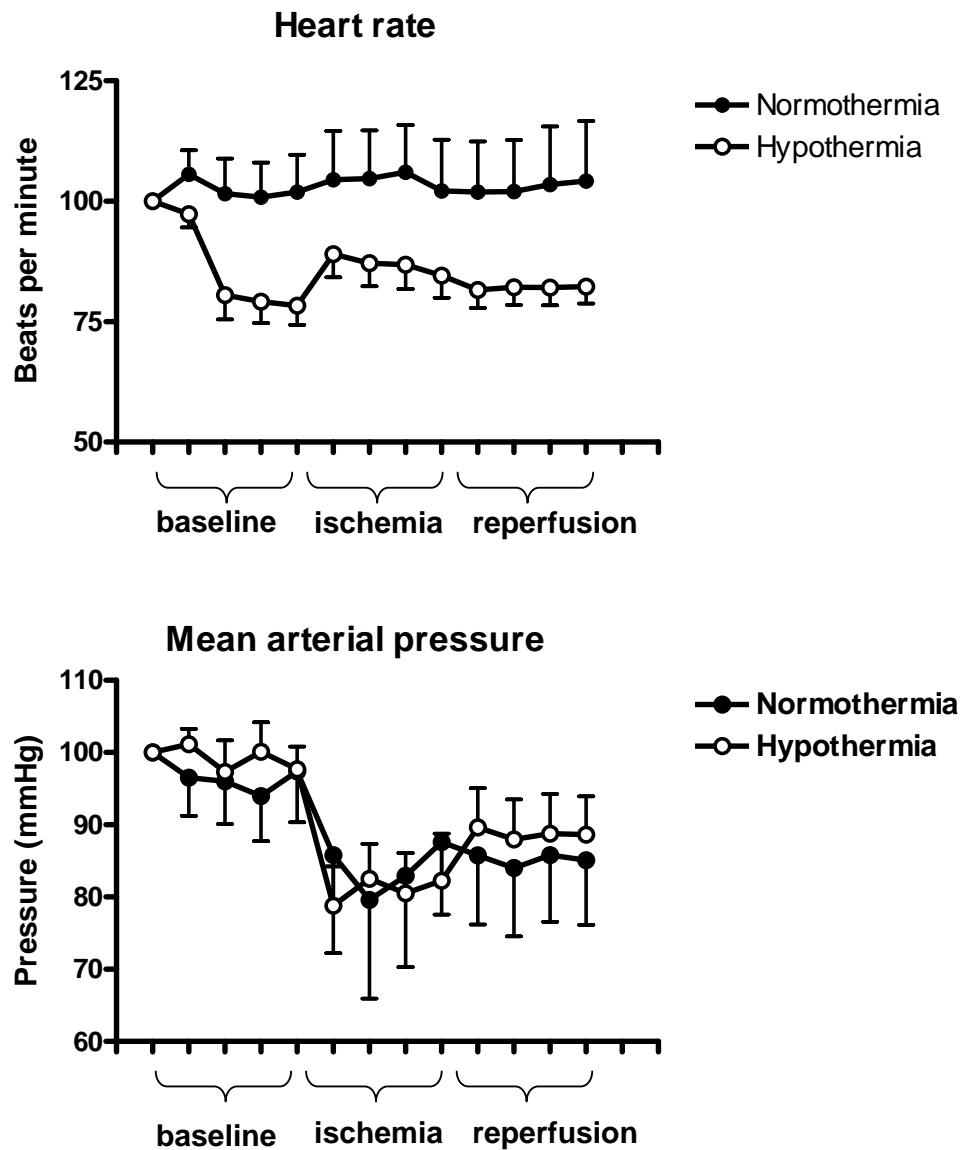 Heart rate
125
100
75
50
Beats per minute
Normothermia
Hypothermia
baseline ischemia reperfusion
Mean arterial pressure
110
100
90
80
70
60
Pressure (mmHg)
Normothermia
Hypothermia
baseline ischemia reperfusion